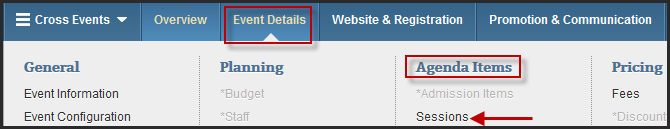 Cross Events Overview Event Details Website & Registration Promotion & Communication
General Planning Agenda Items Pricing
Event Information *Budget *Admission Items Fees
Event Configuration *Staff Sessions *Discount